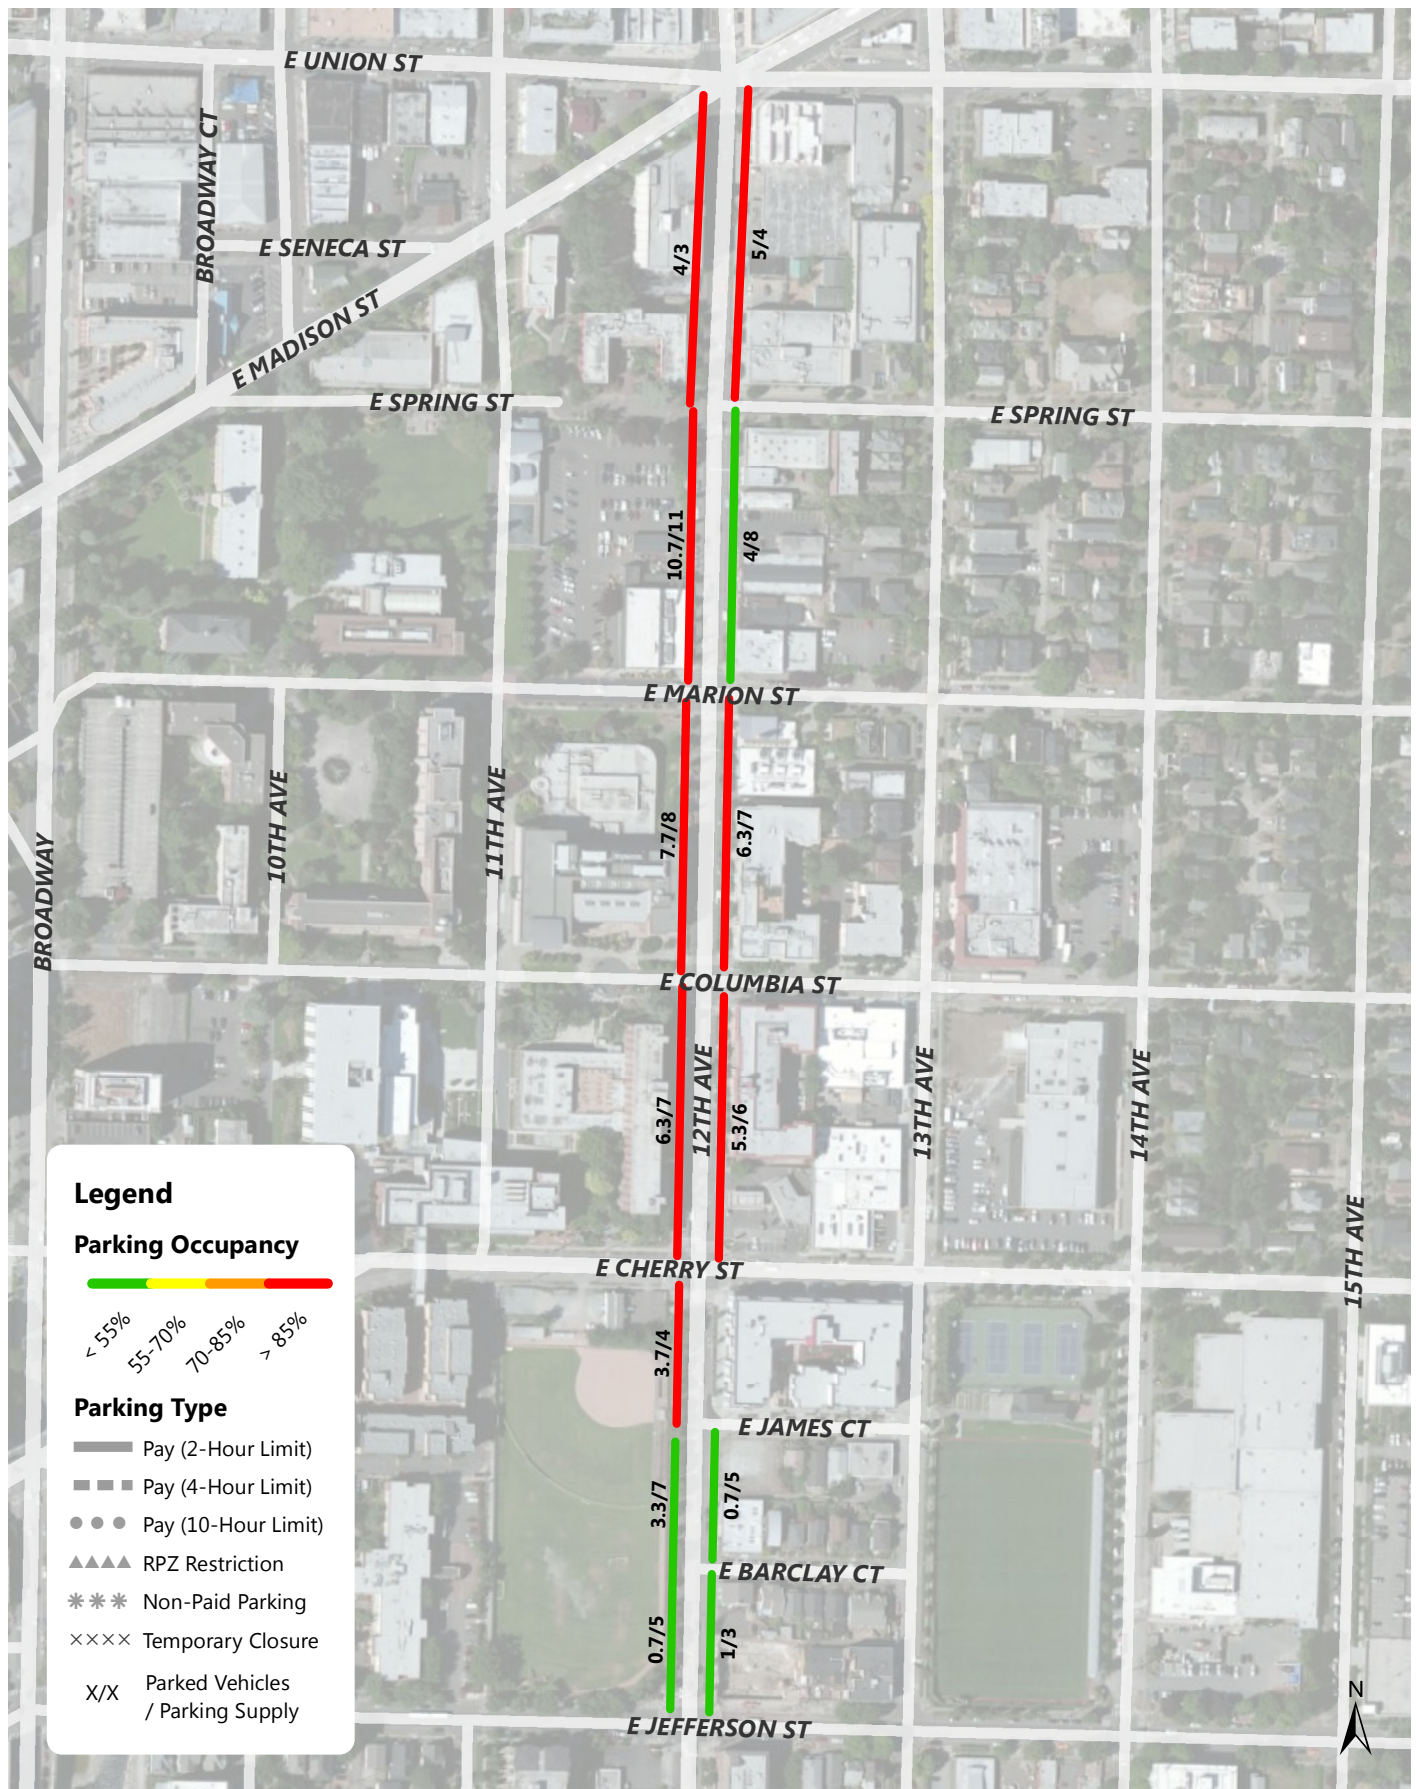 E UNION ST
BROADWAY CT
E SENECA ST
4/3
5/4
E MADISON ST
E SPRING ST
E SPRING ST
10.7/11
4/8
E MARION ST
10TH AVE
11TH AVE
7.7/8
6.3/7
BROADWAY
E COLUMBIA ST
6.3/7
12TH AVE
5.3/6
13TH AVE
14TH AVE
15TH AVE
E CHERRY ST
3.7/4
E JAMES CT
3.3/7
0.7/5
E BARCLAY CT
0.7/5
1/3
E JEFFERSON ST
N
Legend
Parking Occupancy
< 55%
55-70%
70-85%
> 85%
Parking Type
Pay (2-Hour Limit)
Pay (4-Hour Limit)
Pay (10-Hour Limit)
RPZ Restriction
Non-Paid Parking
Temporary Closure
X/X
Parked Vehicles
/ Parking Supply